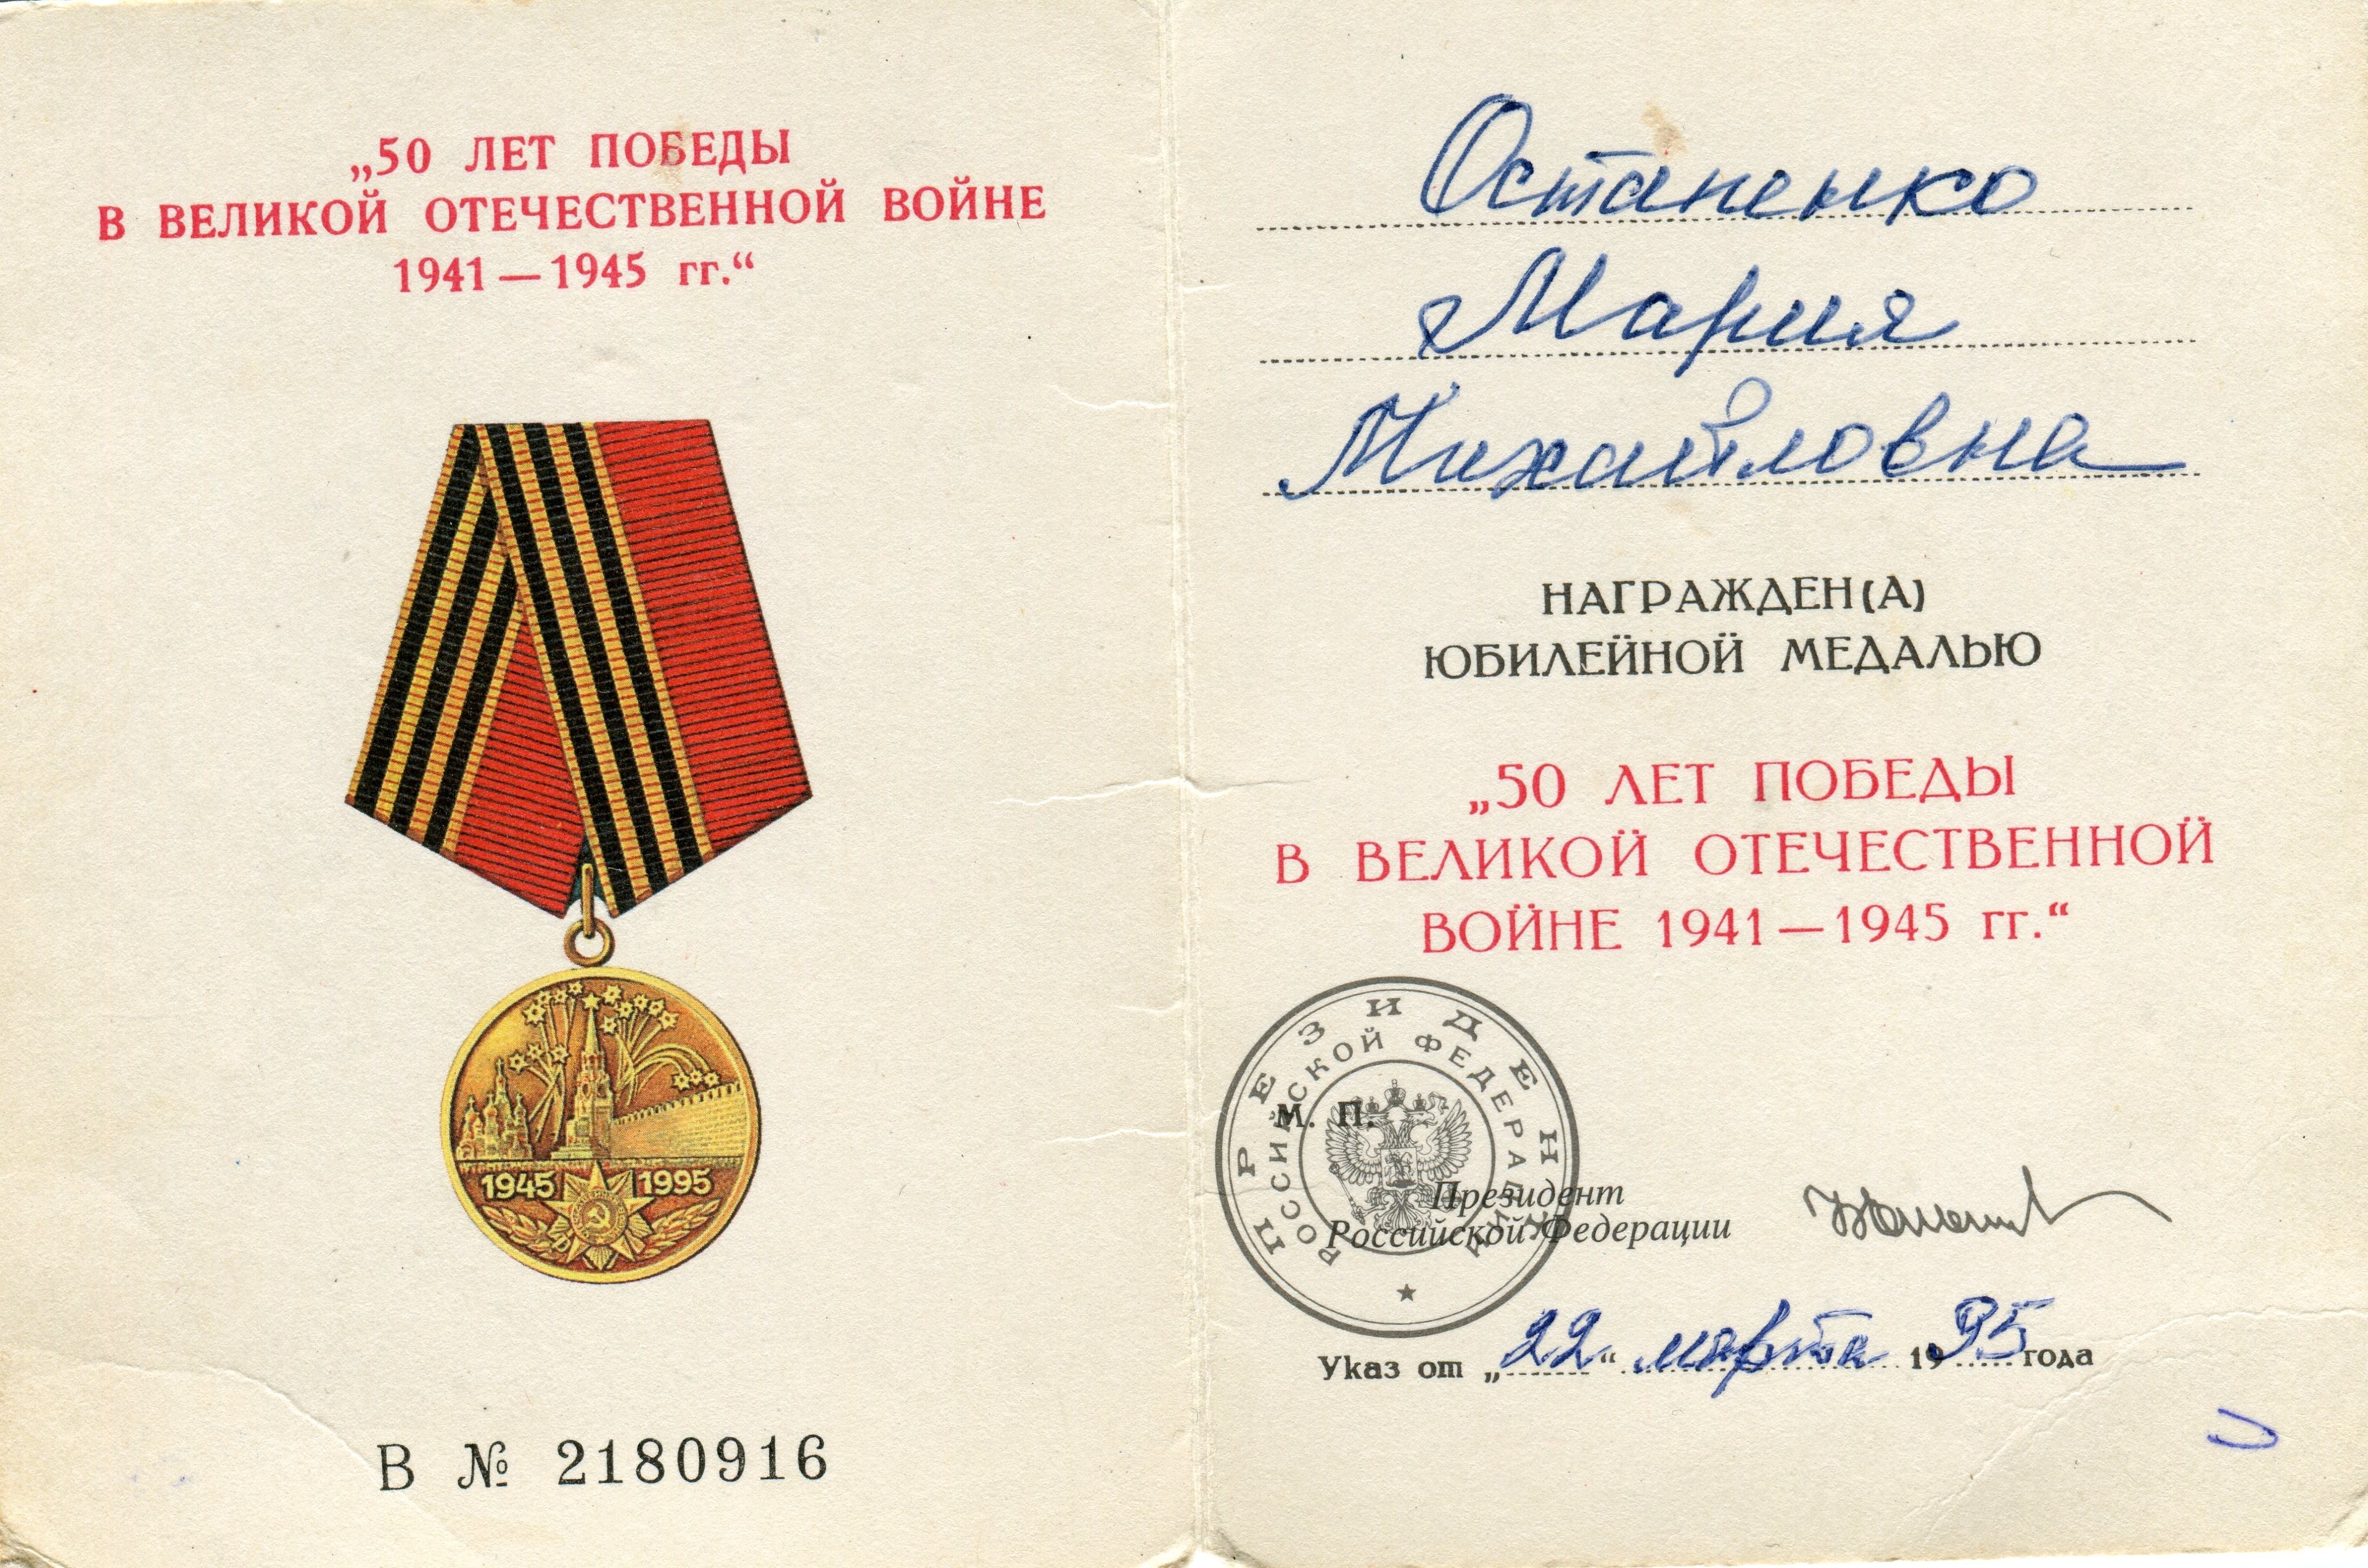 „50 ЛЕТ ПОБЕДЫ
В ВЕЛИКОЙ ОТЕЧЕСТВЕННОЙ ВОЙНЕ
1941—1945 гг.“
1945 1995
В № 2180916
Останенко
Мария
Михайловна
НАГРАЖДЕН(А)
ЮБИЛЕЙНОЙ МЕДАЛЬЮ
„50 ЛЕТ ПОБЕДЫ
В ВЕЛИКОЙ ОТЕЧЕСТВЕННОЙ
ВОЙНЕ 1941—1945 гг.“
ПРЕЗИДЕНТ
РОССИЙСКОЙ ФЕДЕРАЦИИ
М. П.
Президент
Российской Федерации
Указ от „22“ марта 1995 года